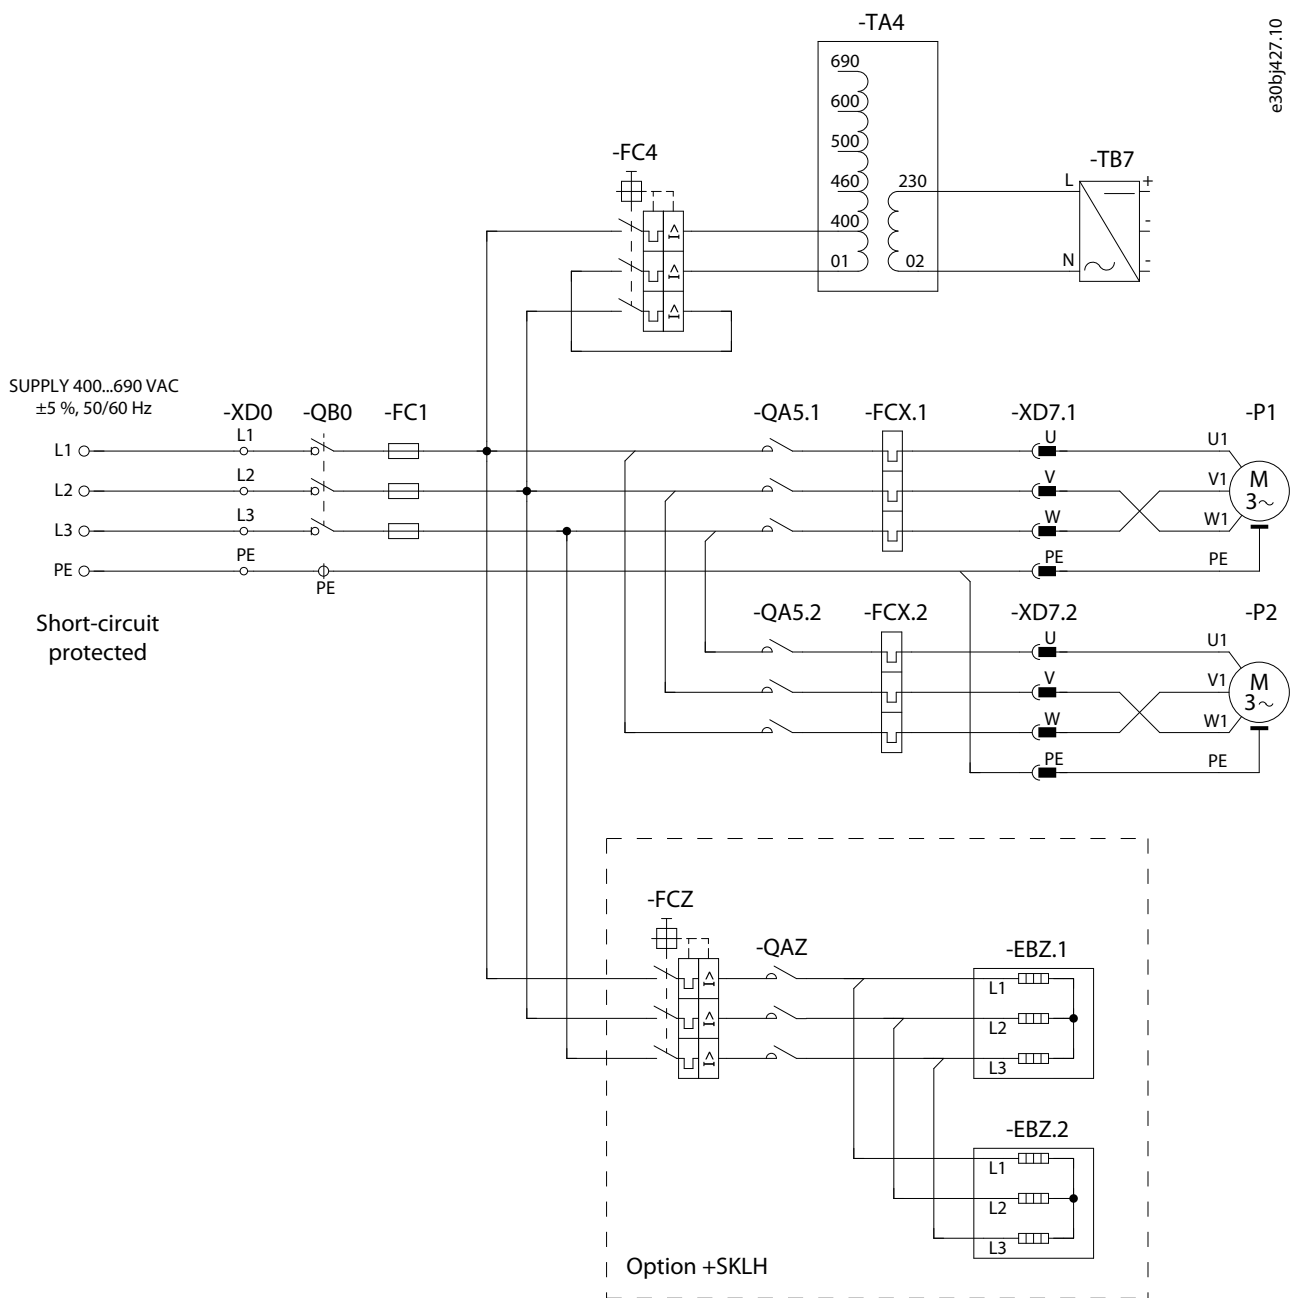 -TA4
e30bj427.10
690
600
500
460
400
01
230
02
-FC4
I>
I>
I>
-TB7
L
N
+
-
-
SUPPLY 400...690 VAC
±5 %, 50/60 Hz
-XD0
-QB0
-FC1
-QA5.1
-FCX.1
-XD7.1
-P1
L1
L1
U
U1
L2
L2
V
V1
L3
L3
W
W1
PE
PE
PE
PE
PE
M
3~
Short-circuit
protected
-QA5.2
-FCX.2
-XD7.2
-P2
U
U1
V
V1
W
W1
PE
PE
M
3~
-FCZ
I>
I>
I>
-QAZ
-EBZ.1
L1
L2
L3
-EBZ.2
L1
L2
L3
Option +SKLH